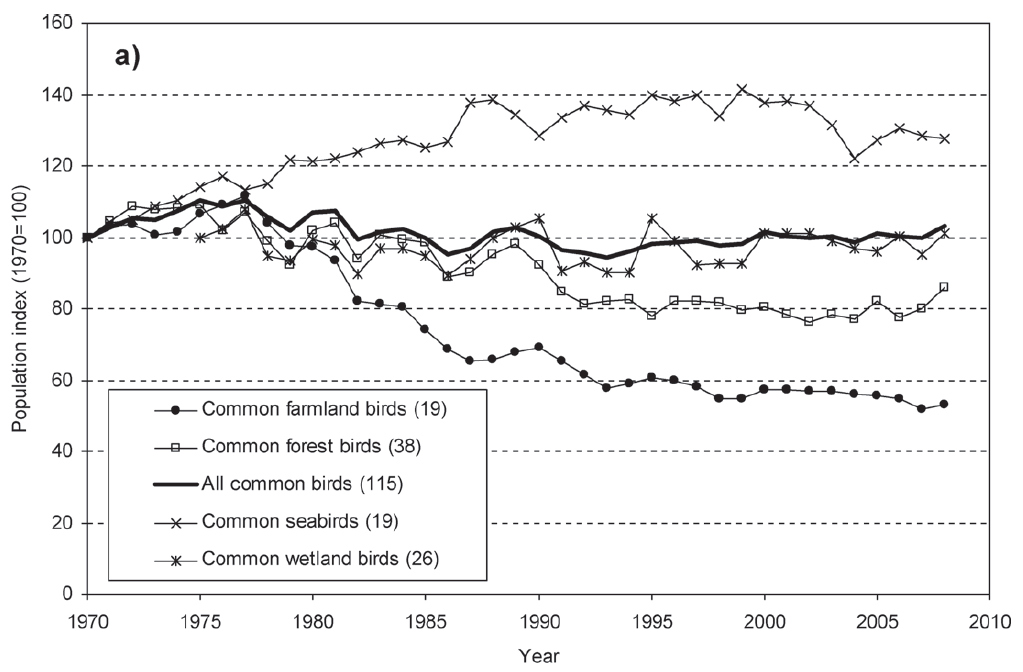 a)
160
140
120
100
80
60
40
20
0
Population index (1970=100)
Common farmland birds (19)
Common forest birds (38)
All common birds (115)
Common seabirds (19)
Common wetland birds (26)
1970 1975 1980 1985 1990 1995 2000 2005 2010
Year